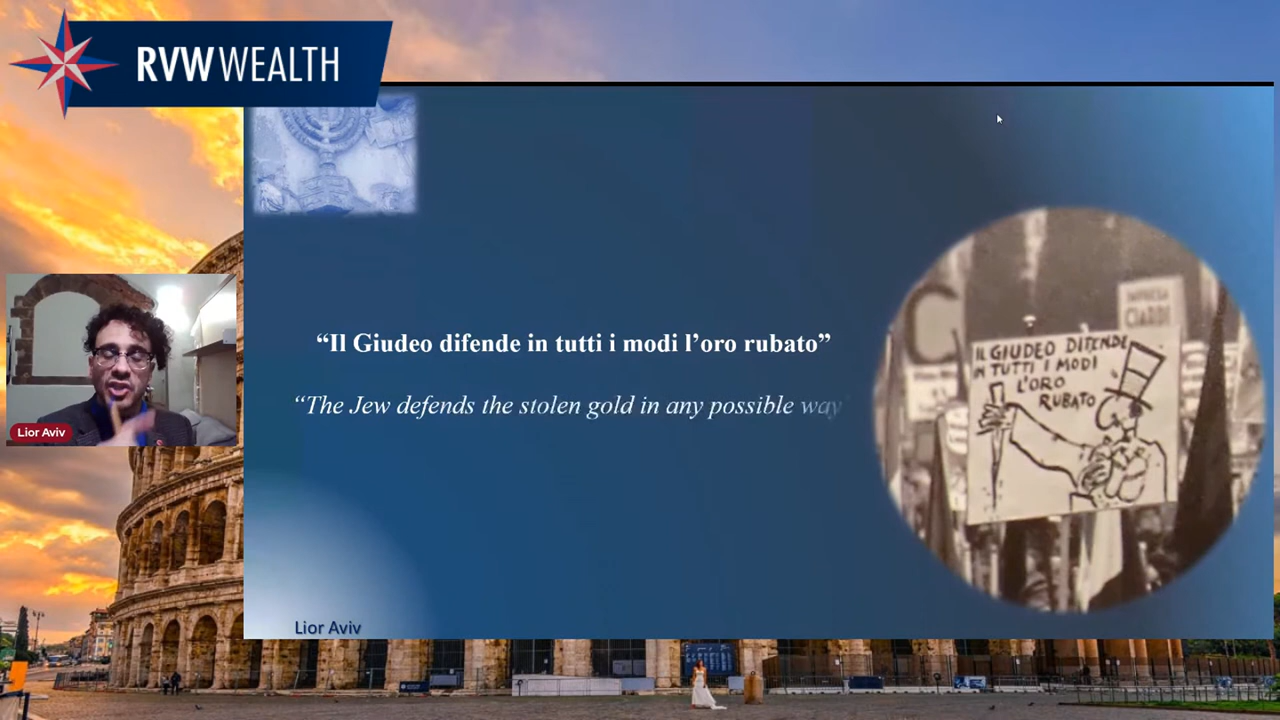 RVW WEALTH
“Il Giudeo difende in tutti i modi l’oro rubato”
“The Jew defends the stolen gold in any possible way
IL GIUDEO DIFENDE
IN TUTTI I MODI
L'ORO
RUBATO
CIARDI
Lior Aviv
Lior Aviv